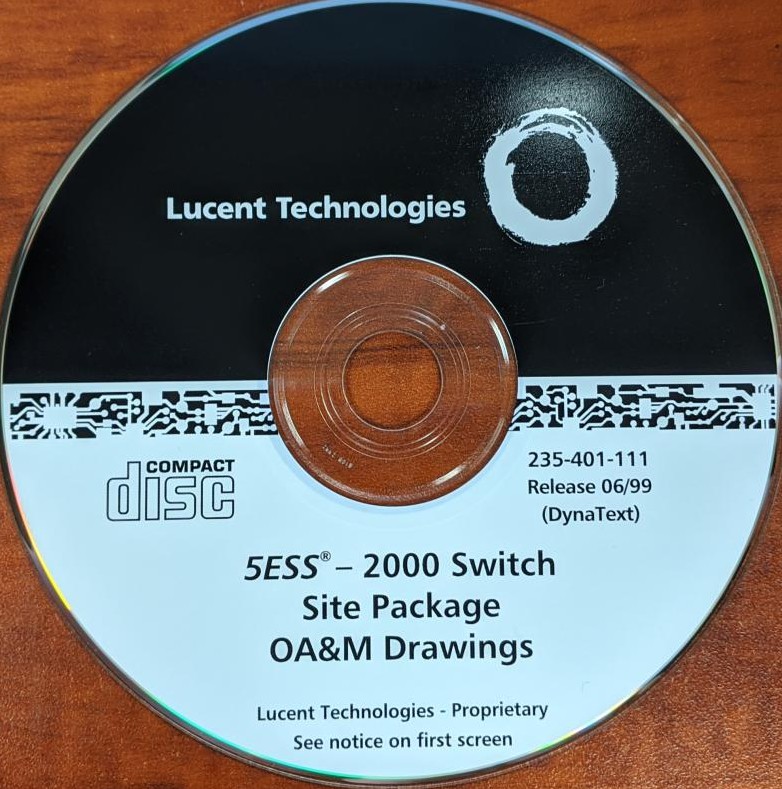 Lucent Technologies
COMPACT
disc
235-401-111
Release 06/99
(DynaText)
5ESS® – 2000 Switch
Site Package
OA&M Drawings
Lucent Technologies - Proprietary
See notice on first screen